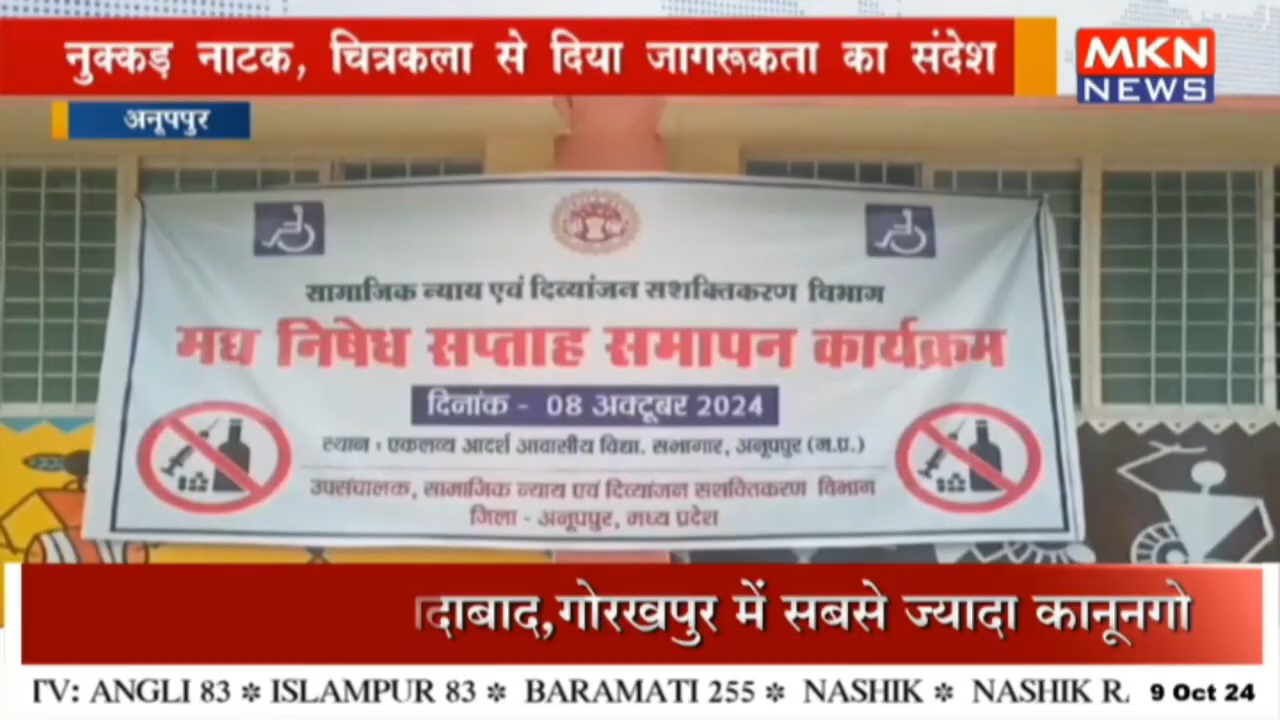 नुक्कड़ नाटक, चित्रकला से दिया जागरूकता का संदेश
MKN
NEWS
अनूपपुर
सामाजिक न्याय एवं दिव्यांजन सशक्तिकरण विभाग
मद्य निषेध सप्ताह समापन कार्यक्रम
दिनांक - 08 अक्टूबर 2024
स्थान : एकलव्य आदर्श आवासीय विद्या. सभागार, अनूपपुर (म.प्र.)
उपसंचालक, सामाजिक न्याय एवं दिव्यांजन सशक्तिकरण विभाग
जिला - अनूपपुर, मध्य प्रदेश
दाबाद,गोरखपुर में सबसे ज्यादा कानूनगो
TV: ANGLI 83 ✲ ISLAMPUR 83 ✲ BARAMATI 255 ✲ NASHIK ✲ NASHIK R. 9 Oct 24